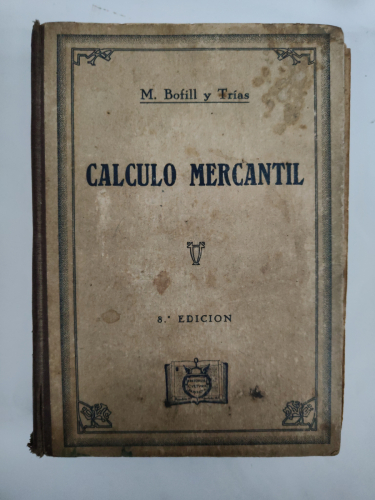 M. Bofill y Trías
CALCULO MERCANTIL
8.ª EDICION